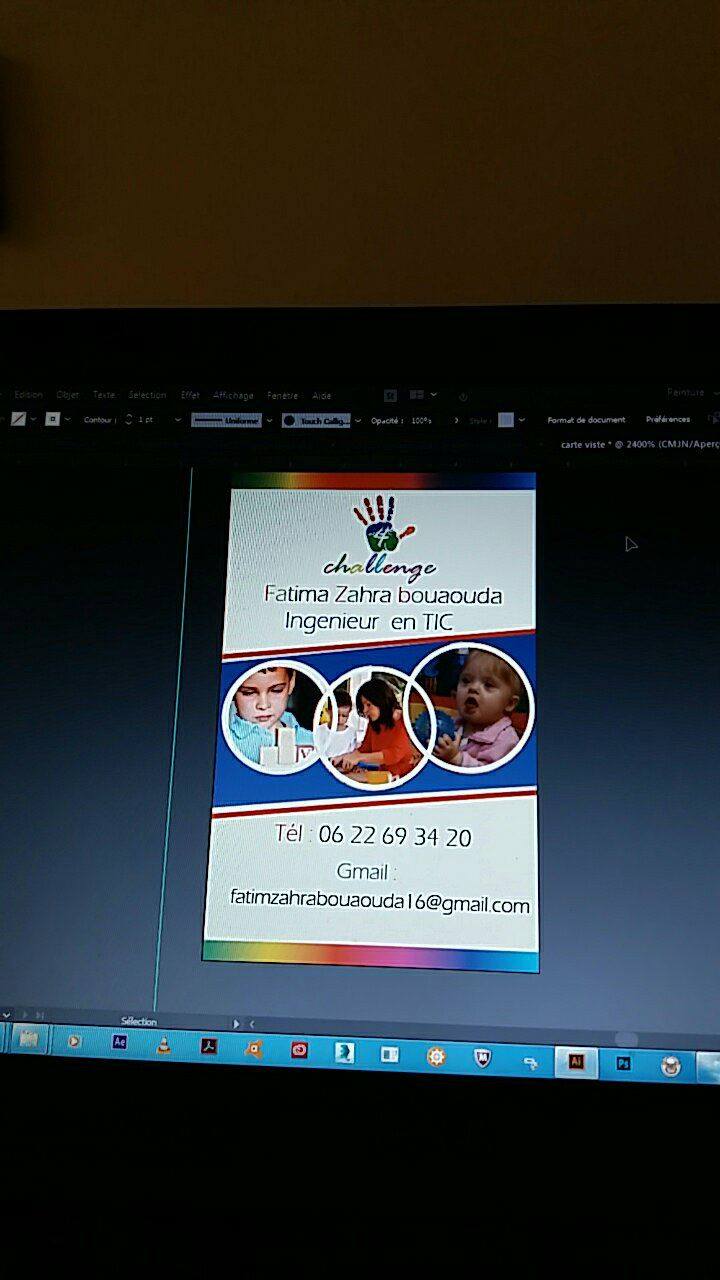 Edition Objet Texte Sélection Effet Affichage Fenêtre Aide
Peinture
Contour : 1 pt Uniforme Touch Callig... Opacité : 100% Style : Format de document Préférences
carte viste * @ 2400% (CMJN/Aperç
4
challenge
Fatima Zahra bouaouda
Ingenieur en TIC
Tél : 06 22 69 34 20
Gmail :
fatimzahrabouaouda16@gmail.com
Sélection
Ae
Ai
Ps